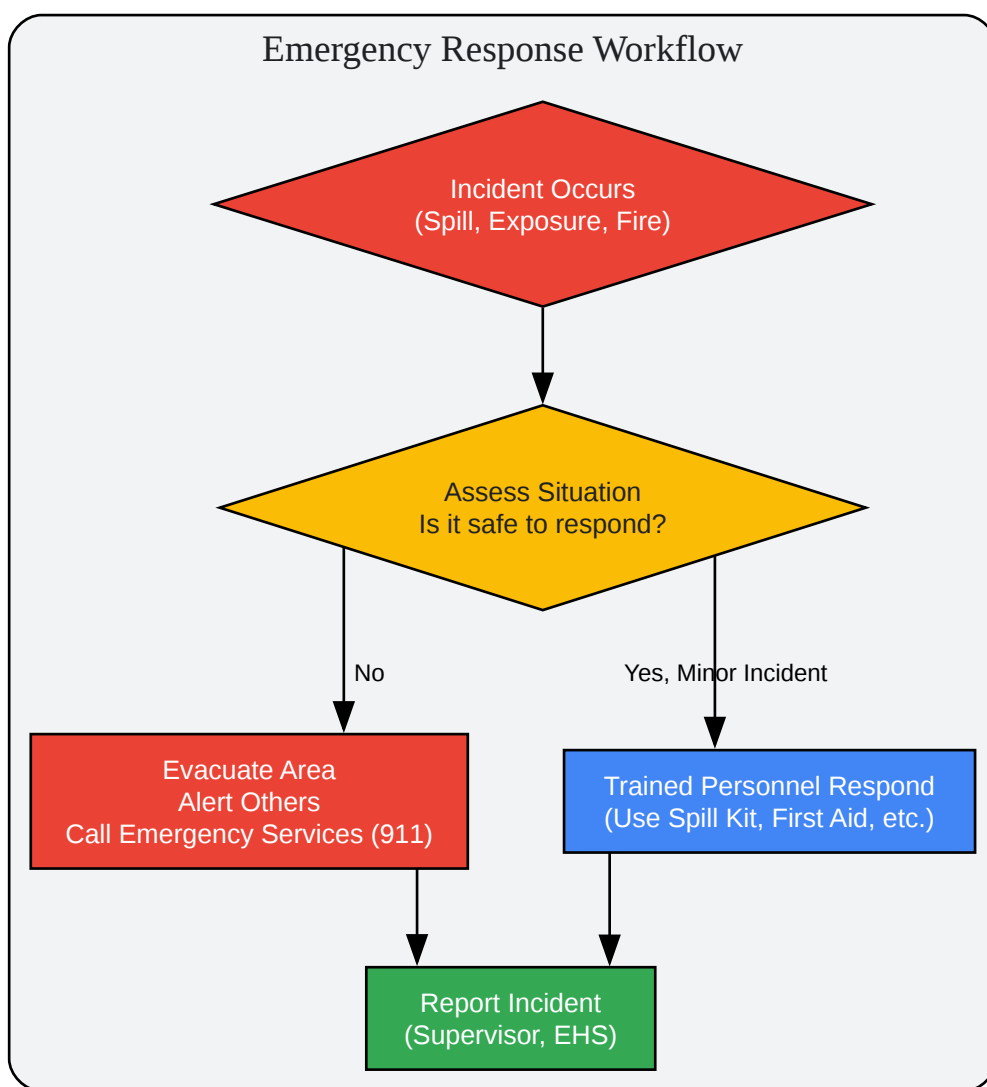 Emergency Response Workflow
Incident Occurs
(Spill, Exposure, Fire)
Assess Situation
Is it safe to respond?
No
Yes, Minor Incident
Evacuate Area
Alert Others
Call Emergency Services (911)
Trained Personnel Respond
(Use Spill Kit, First Aid, etc.)
Report Incident
(Supervisor, EHS)